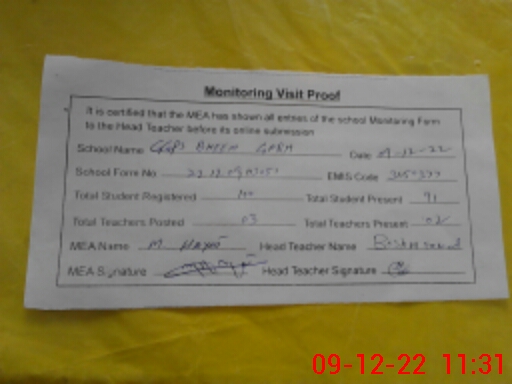 Monitoring Visit Proof
It is certified that the MEA has shown all entries of the school Monitoring Form
to the Head Teacher before its online submission
School Name GGPS Date 09-12-22
School Form No EMIS Code
Total Student Registered Total Student Present 91
Total Teachers Posted 03 Total Teachers Present 02
MEA Name M. Head Teacher Name
MEA Signature Head Teacher Signature
09-12-22 11:31